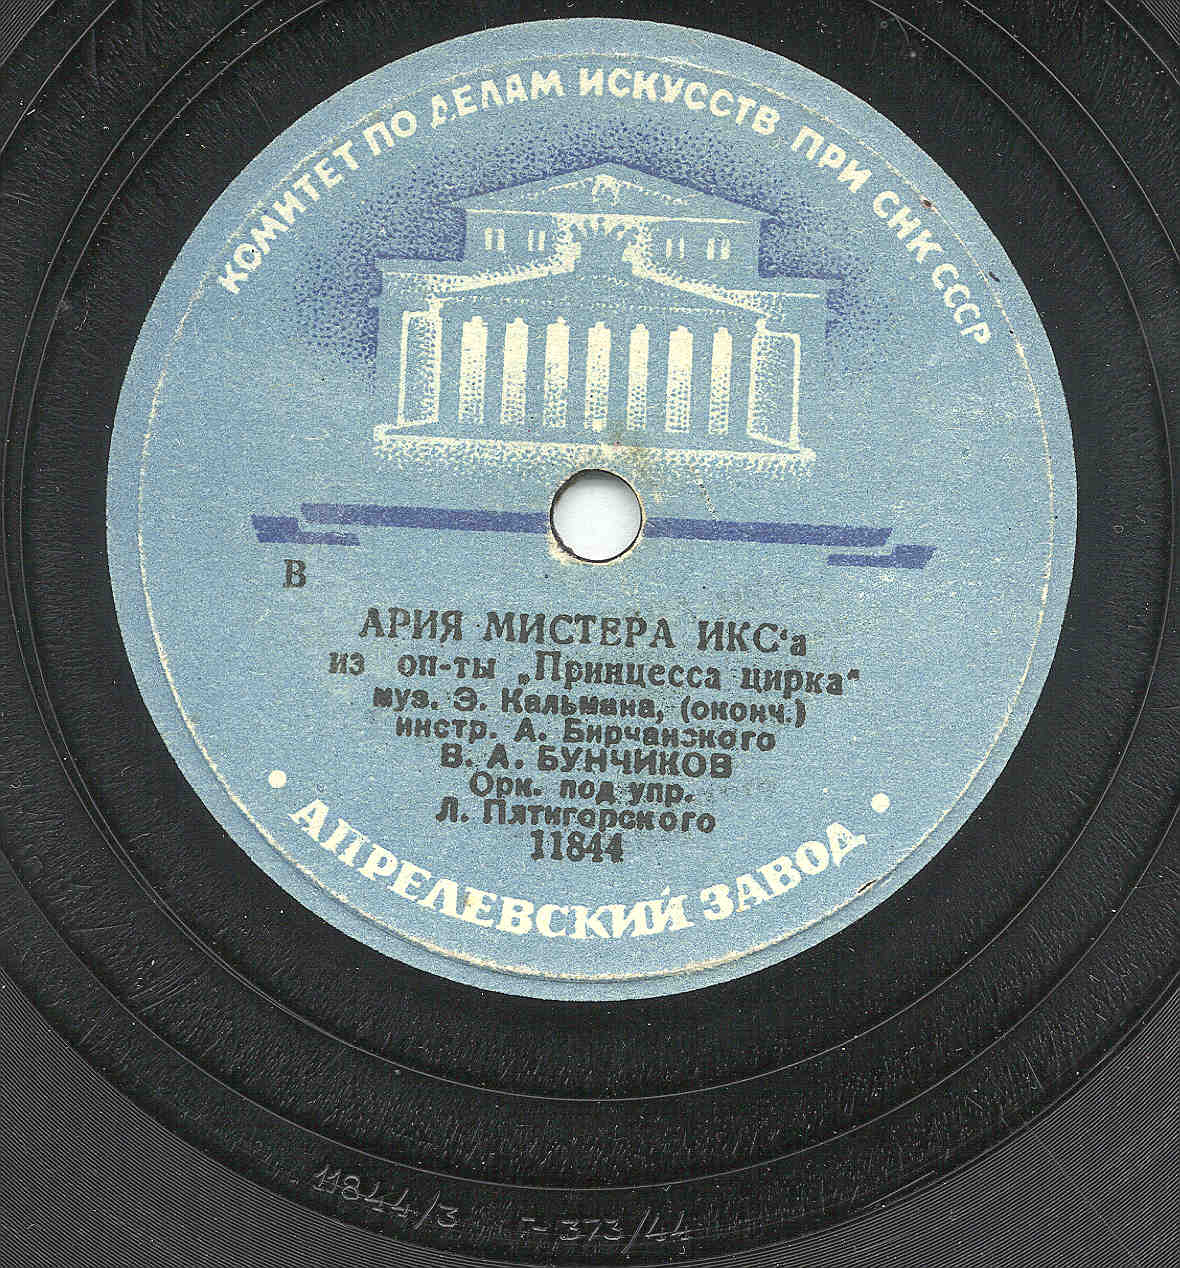 КОМИТЕТ ПО ДЕЛАМ ИСКУССТВ ПРИ СНК СССР
В
АРИЯ МИСТЕРА ИКС‘а
из оп-ты „Принцесса цирка“
муз. Э. Кальмана, (оконч.)
инстр. А. Бирчанского
В. А. БУНЧИКОВ
Орк. под упр.
Л. Пятигорского
11844
• АПРЕЛЕВСКИЙ ЗАВОД •
11844/3 Г-373/44